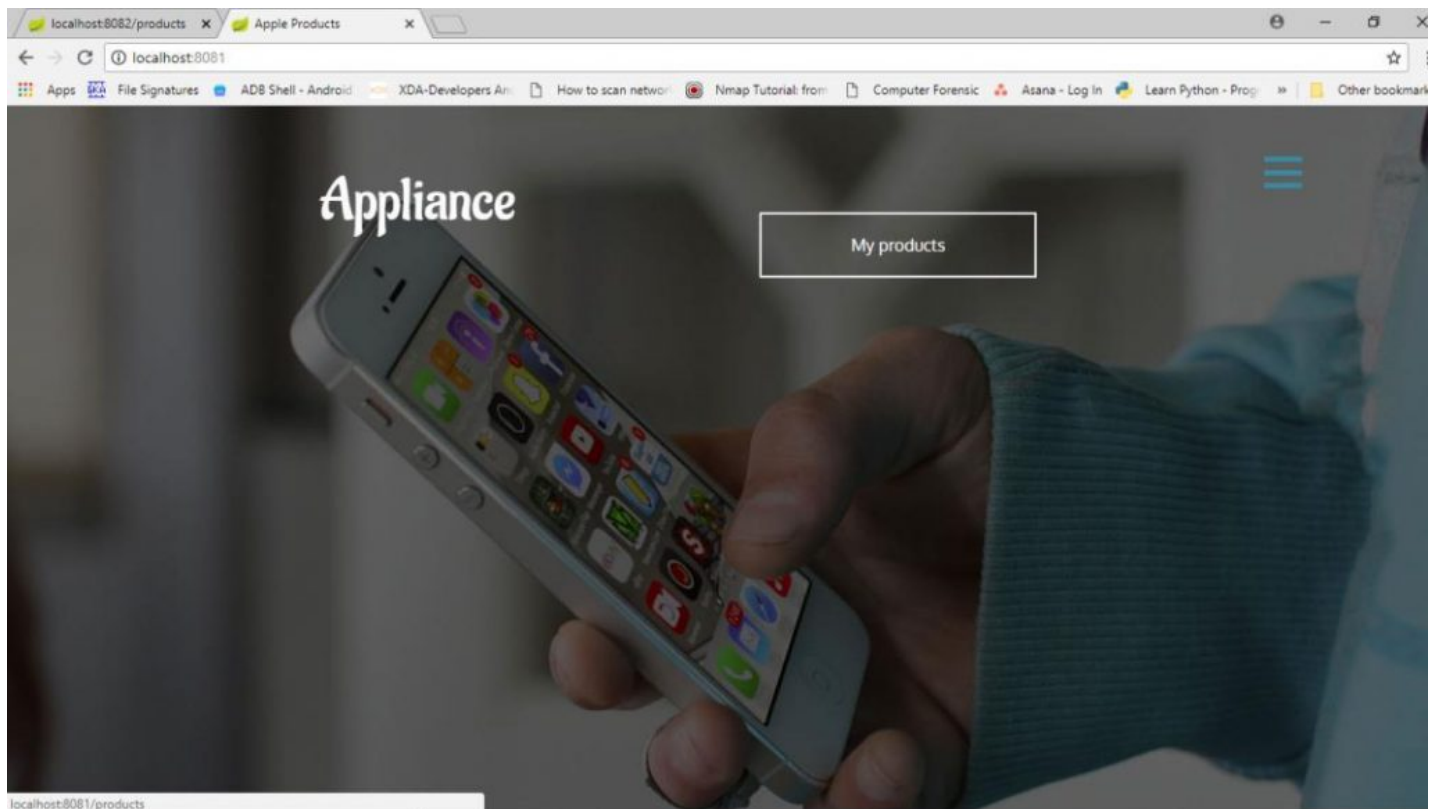 localhost:8082/products
Apple Products
localhost:8081
Apps File Signatures ADB Shell - Android XDA-Developers An How to scan networ Nmap Tutorial: from Computer Forensic Asana - Log In Learn Python - Prog » Other bookmark
Appliance
My products
localhost:8081/products